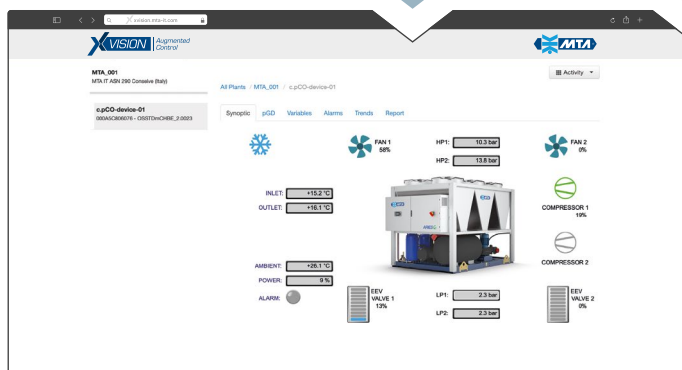 xvision.mta-it.com
XVISION Augmented
Control
MTA
MTA_001
MTA IT ASN 290 Conselve (Italy)
Activity
All Plants / MTA_001 / c.pCO-device-01
c.pCO-device-01
Synoptic pGD Variables Alarms Trends Report
FAN 1
58%
HP1: 10.3 bar
HP2: 13.8 bar
FAN 2
0%
INLET: +15.2 °C
OUTLET: +16.1 °C
COMPRESSOR 1
19%
COMPRESSOR 2
AMBIENT: +26.1 °C
POWER: 9 %
ALARM:
EEV
VALVE 1
13%
LP1: 2.3 bar
LP2: 2.3 bar
EEV
VALVE 2
0%